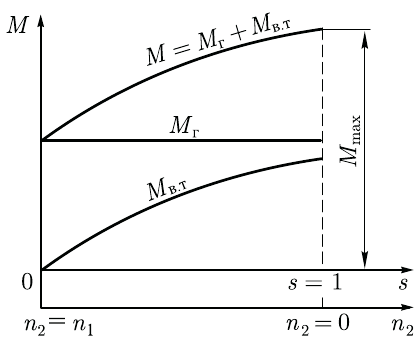 M
M = Mг + Mв.т
Mг
Mmax
Mв.т
0
s = 1
s
n2 = n1
n2 = 0
n2